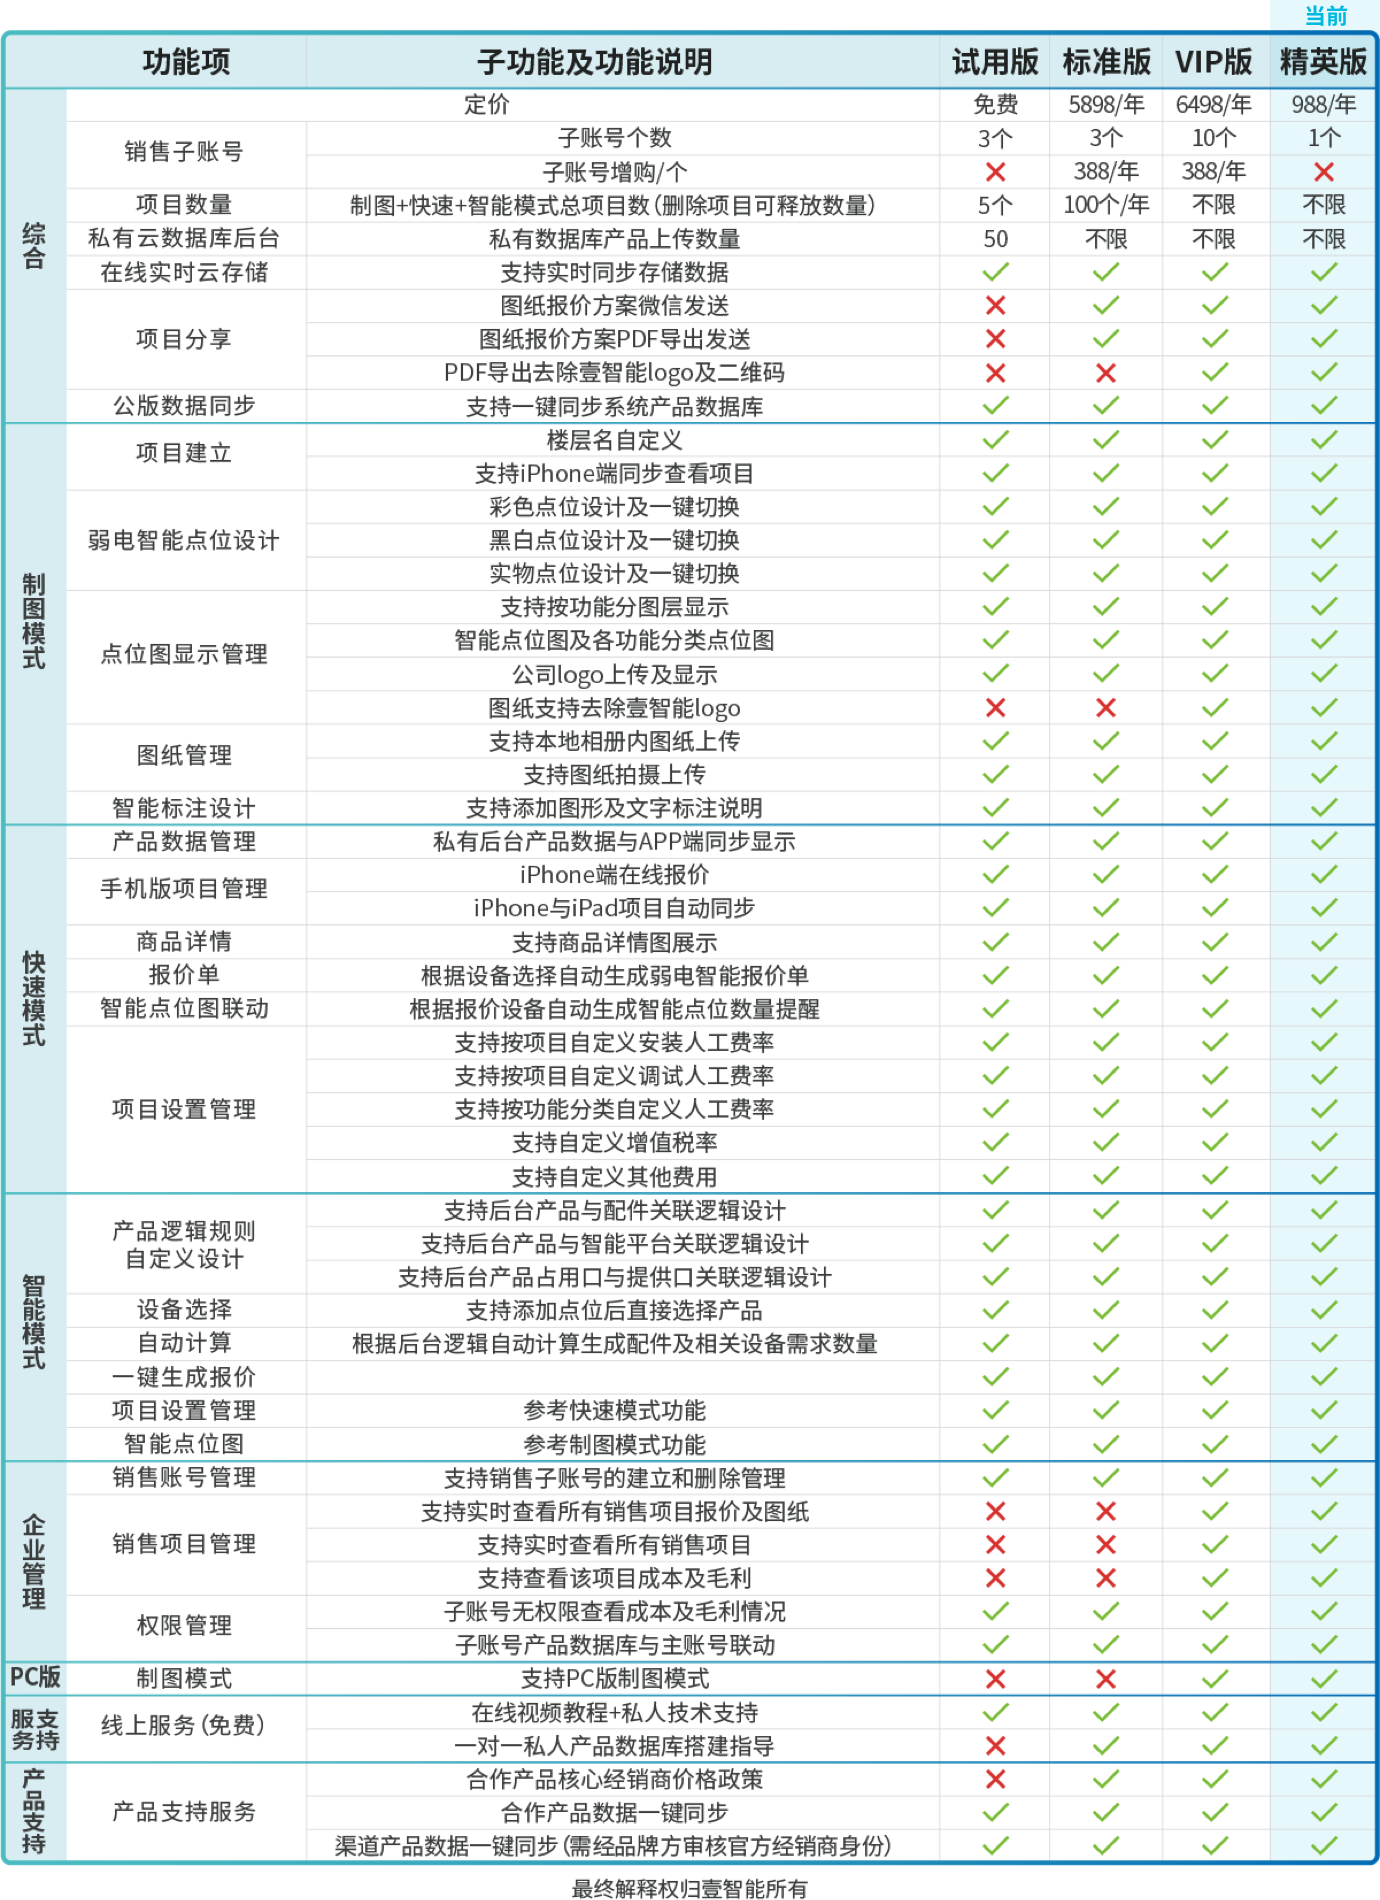 当前
功能项 子功能及功能说明 试用版 标准版 VIP版 精英版
综合
定价 免费 5898/年 6498/年 988/年
销售子账号 子账号个数 3个 3个 10个 1个
子账号增购/个 388/年 388/年
项目数量 制图+快速+智能模式总项目数(删除项目可释放数量) 5个 100个/年 不限 不限
私有云数据库后台 私有数据库产品上传数量 50 不限 不限 不限
在线实时云存储 支持实时同步存储数据
项目分享 图纸报价方案微信发送
图纸报价方案PDF导出发送
PDF导出去除壹智能logo及二维码
公版数据同步 支持一键同步系统产品数据库
制图模式
项目建立 楼层名自定义
支持iPhone端同步查看项目
弱电智能点位设计 彩色点位设计及一键切换
黑白点位设计及一键切换
实物点位设计及一键切换
点位图显示管理 支持按功能分图层显示
智能点位图及各功能分类点位图
公司logo上传及显示
图纸支持去除壹智能logo
图纸管理 支持本地相册内图纸上传
支持图纸拍摄上传
智能标注设计 支持添加图形及文字标注说明
快速模式
产品数据管理 私有后台产品数据与APP端同步显示
手机版项目管理 iPhone端在线报价
iPhone与iPad项目自动同步
商品详情 支持商品详情图展示
报价单 根据设备选择自动生成弱电智能报价单
智能点位图联动 根据报价设备自动生成智能点位数量提醒
项目设置管理 支持按项目自定义安装人工费率
支持按项目自定义调试人工费率
支持按功能分类自定义人工费率
支持自定义增值税率
支持自定义其他费用
智能模式
产品逻辑规则
自定义设计
支持后台产品与配件关联逻辑设计
支持后台产品与智能平台关联逻辑设计
支持后台产品占用口与提供口关联逻辑设计
设备选择 支持添加点位后直接选择产品
自动计算 根据后台逻辑自动计算生成配件及相关设备需求数量
一键生成报价
项目设置管理 参考快速模式功能
智能点位图 参考制图模式功能
企业管理
销售账号管理 支持销售子账号的建立和删除管理
销售项目管理 支持实时查看所有销售项目报价及图纸
支持实时查看所有销售项目
支持查看该项目成本及毛利
权限管理 子账号无权限查看成本及毛利情况
子账号产品数据库与主账号联动
PC版 制图模式 支持PC版制图模式
服务支持
线上服务(免费) 在线视频教程+私人技术支持
一对一私人产品数据库搭建指导
产品支持
产品支持服务 合作产品核心经销商价格政策
合作产品数据一键同步
渠道产品数据一键同步(需经品牌方审核官方经销商身份)
最终解释权归壹智能所有